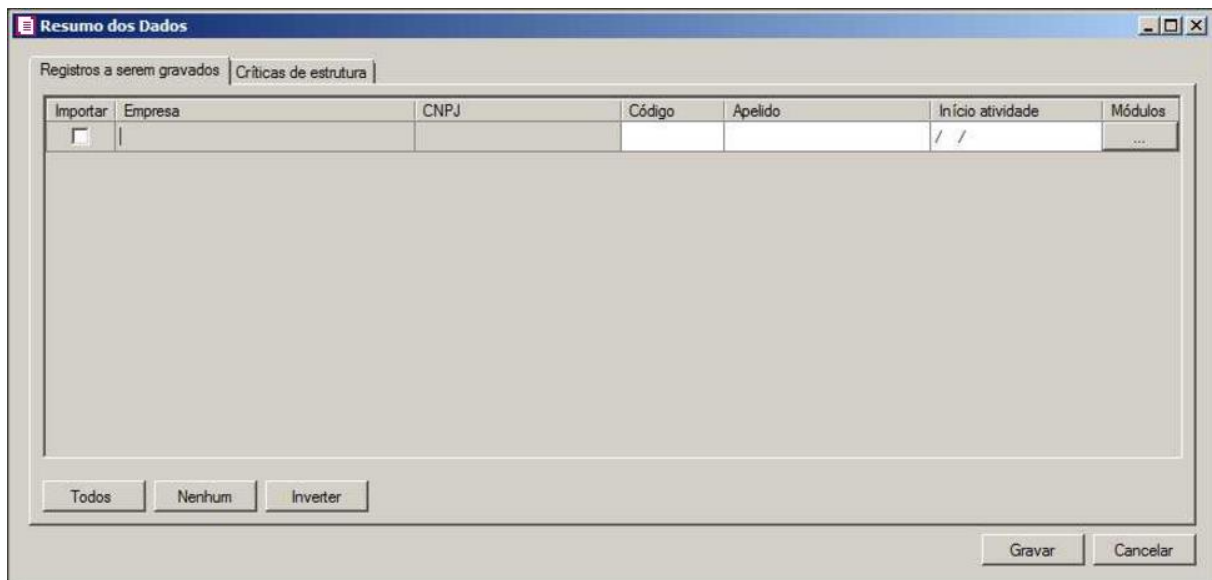 Resumo dos Dados
Registros a serem gravados Críticas de estrutura
Importar Empresa CNPJ Código Apelido Início atividade Módulos
/ / ...
Todos Nenhum Inverter
Gravar Cancelar